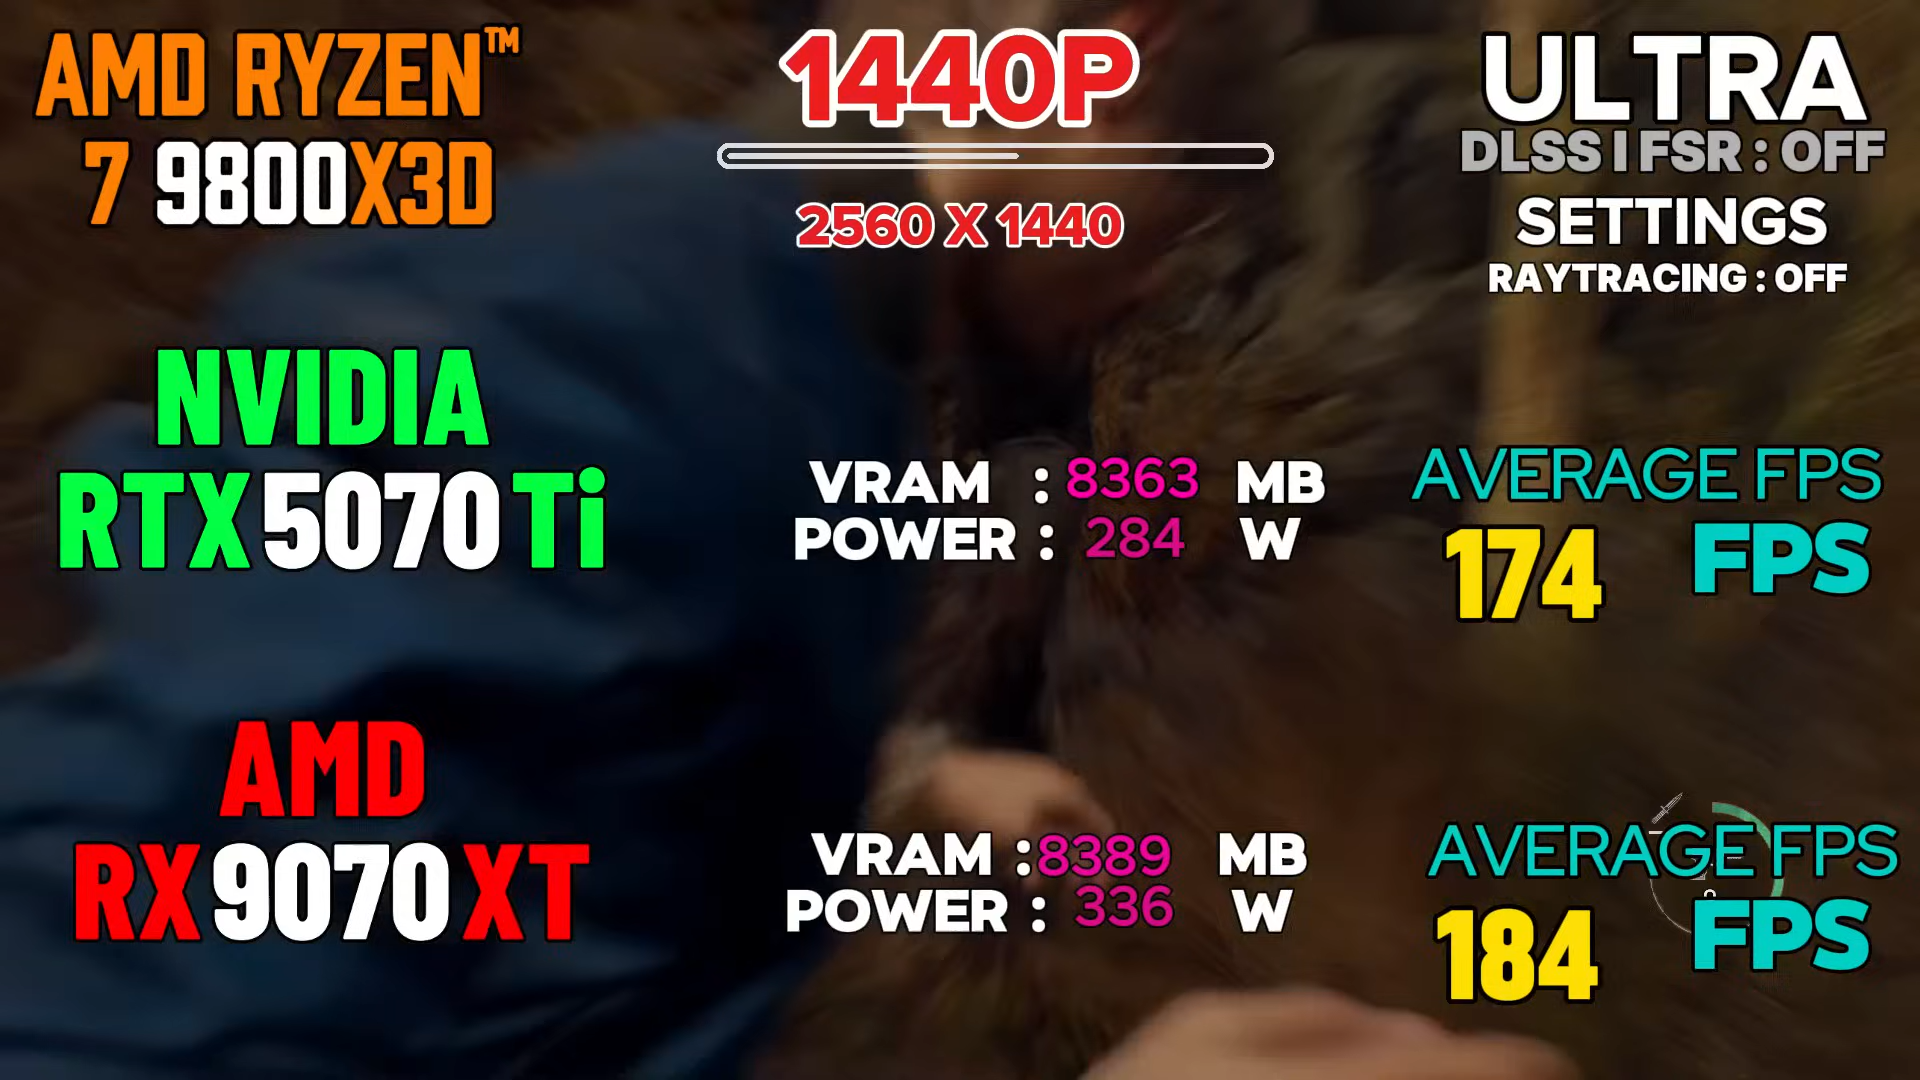 AMD RYZEN™
7 9800X3D
1440P
2560 X 1440
ULTRA
DLSS I FSR : OFF
SETTINGS
RAYTRACING : OFF
NVIDIA
RTX 5070 Ti
VRAM : 8363 MB
POWER : 284 W
AVERAGE FPS
174 FPS
AMD
RX 9070 XT
VRAM : 8389 MB
POWER : 336 W
AVERAGE FPS
184 FPS